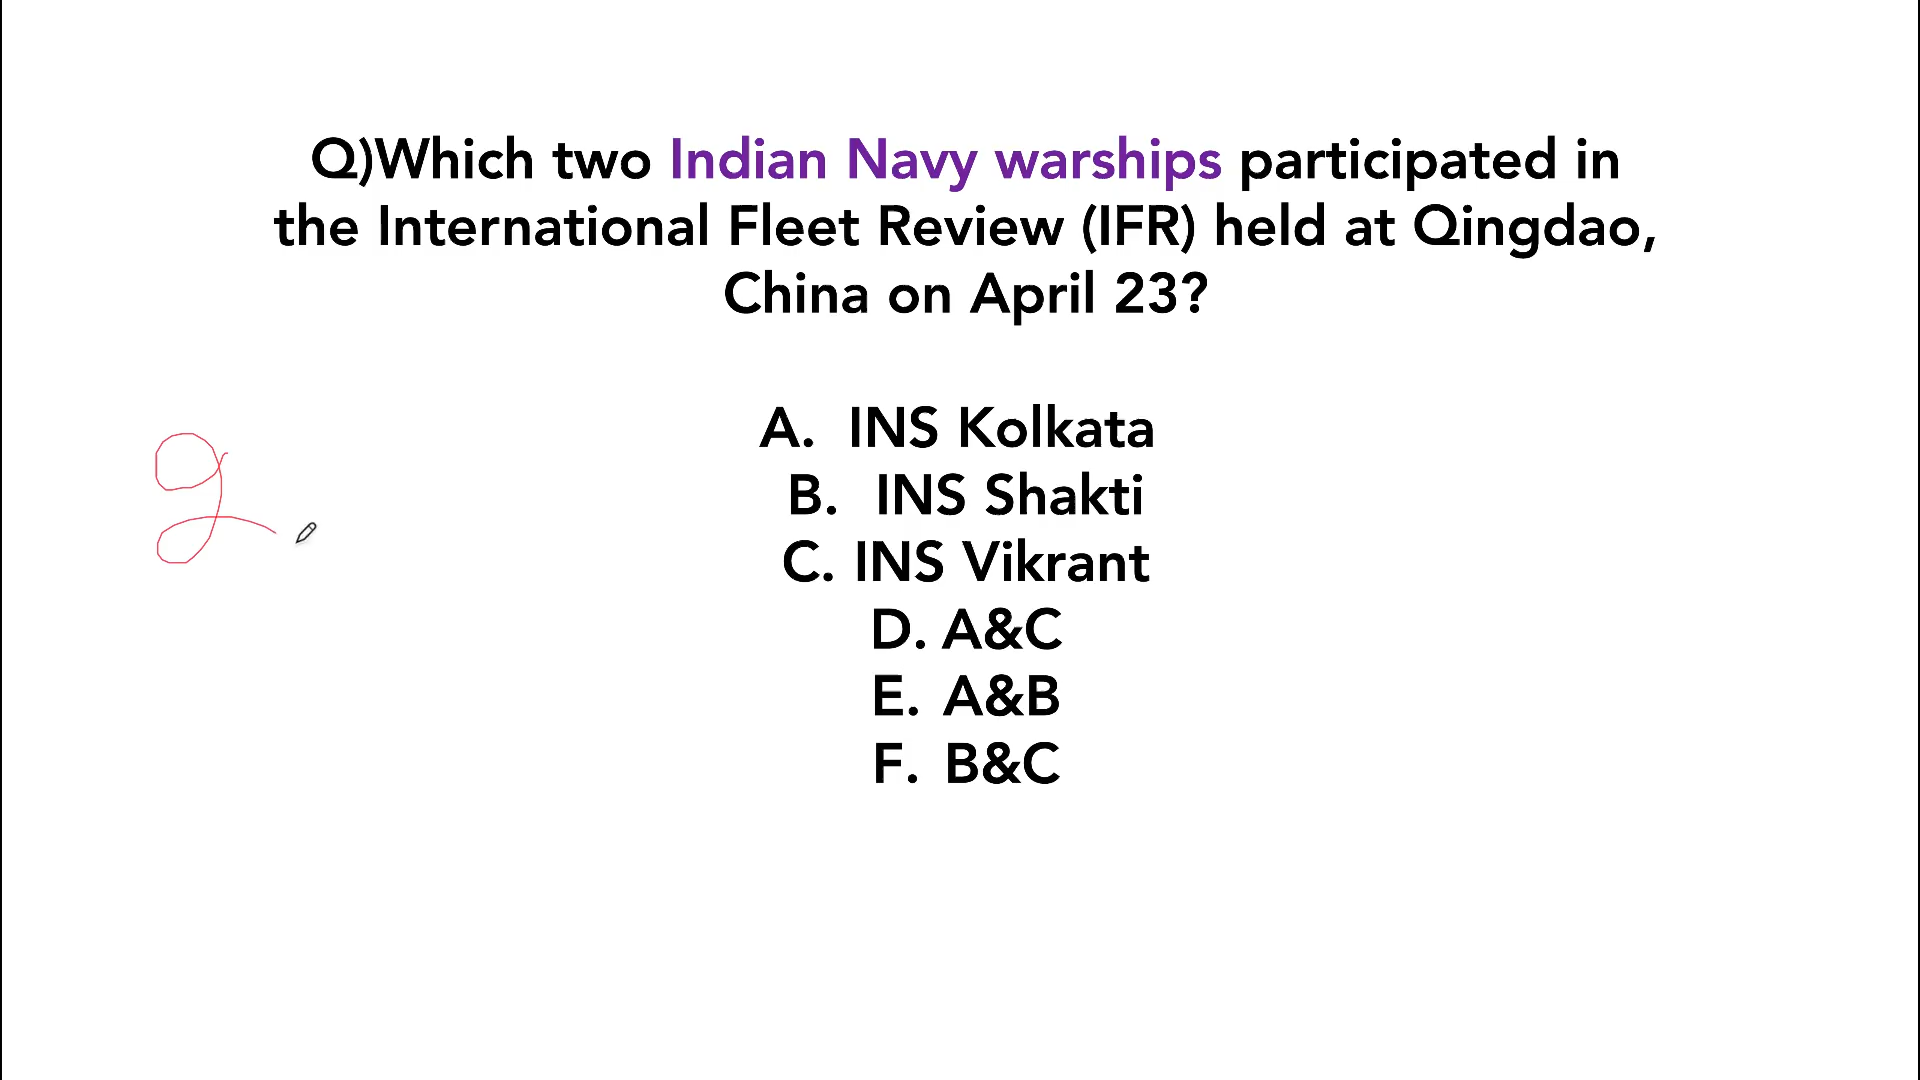 Q)Which two Indian Navy warships participated in
the International Fleet Review (IFR) held at Qingdao,
China on April 23?
A. INS Kolkata
B. INS Shakti
C. INS Vikrant
D. A&C
E. A&B
F. B&C